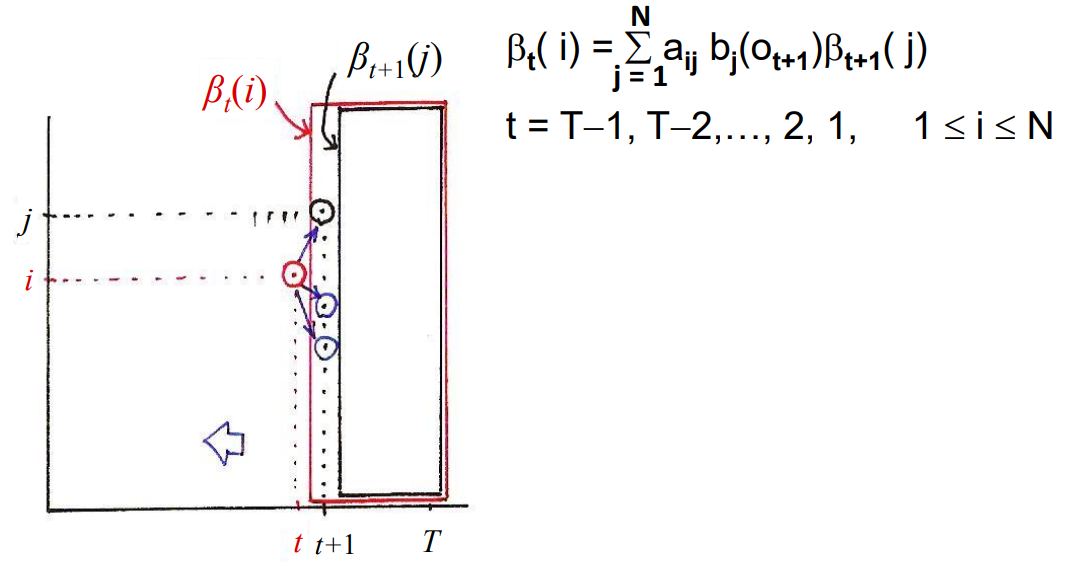 βₜ₊₁(j)
βₜ(i)
j
i
t t+1 T
N
βₜ( i) = Σ aᵢⱼ bⱼ(oₜ₊₁)βₜ₊₁( j)
j = 1
t = T−1, T−2,…, 2, 1, 1 ≤ i ≤ N